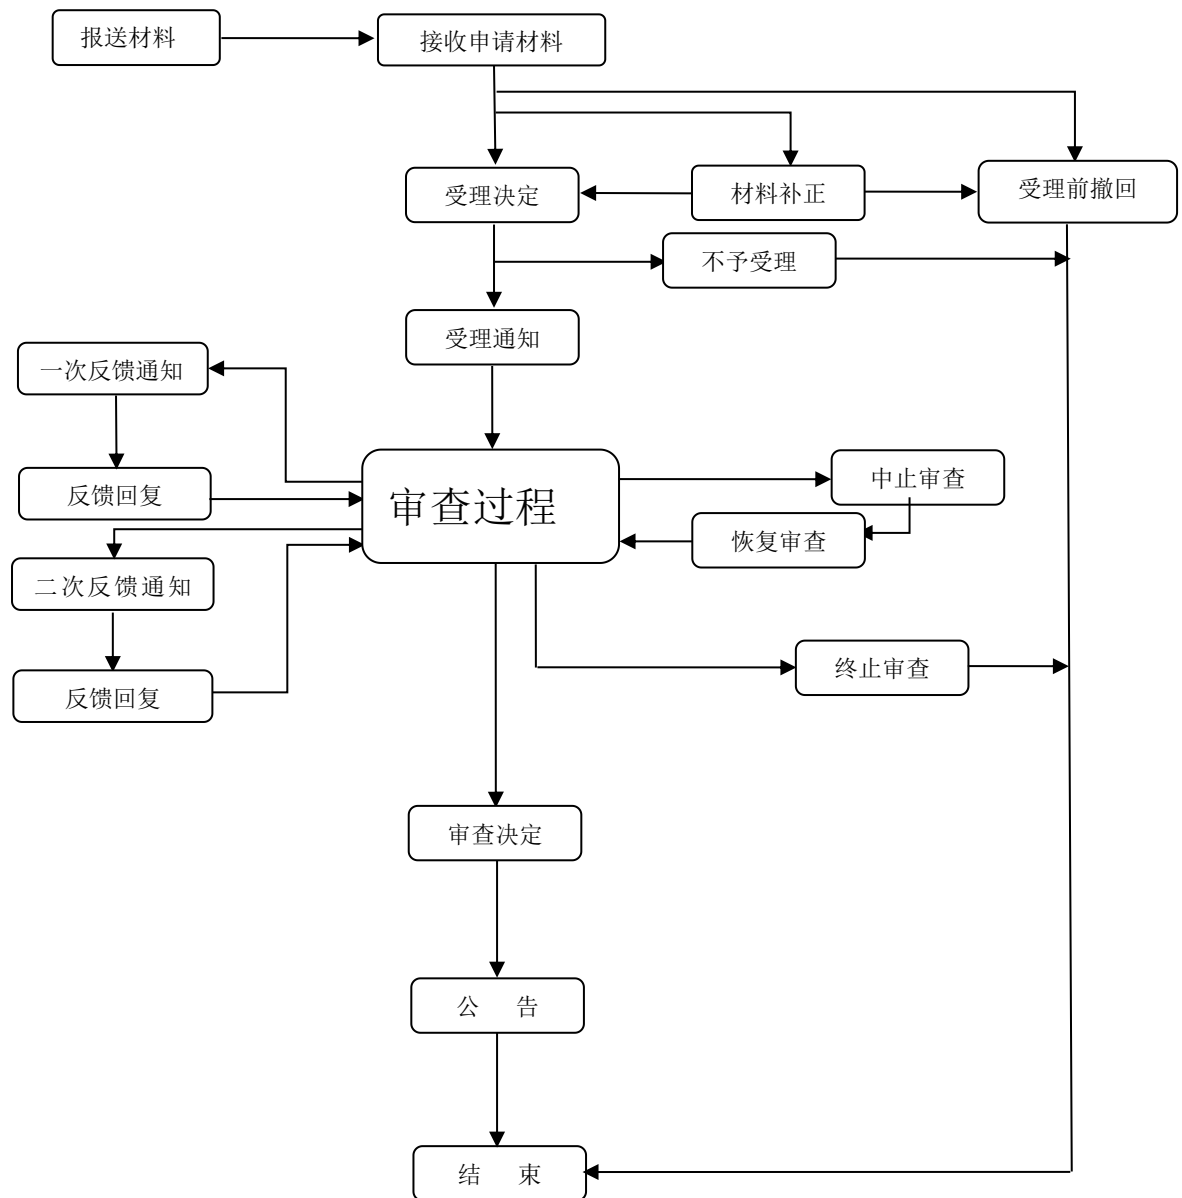 报送材料
接收申请材料
受理决定
材料补正
受理前撤回
不予受理
受理通知
一次反馈通知
反馈回复
审查过程
中止审查
恢复审查
二次反馈通知
反馈回复
终止审查
审查决定
公 告
结 束